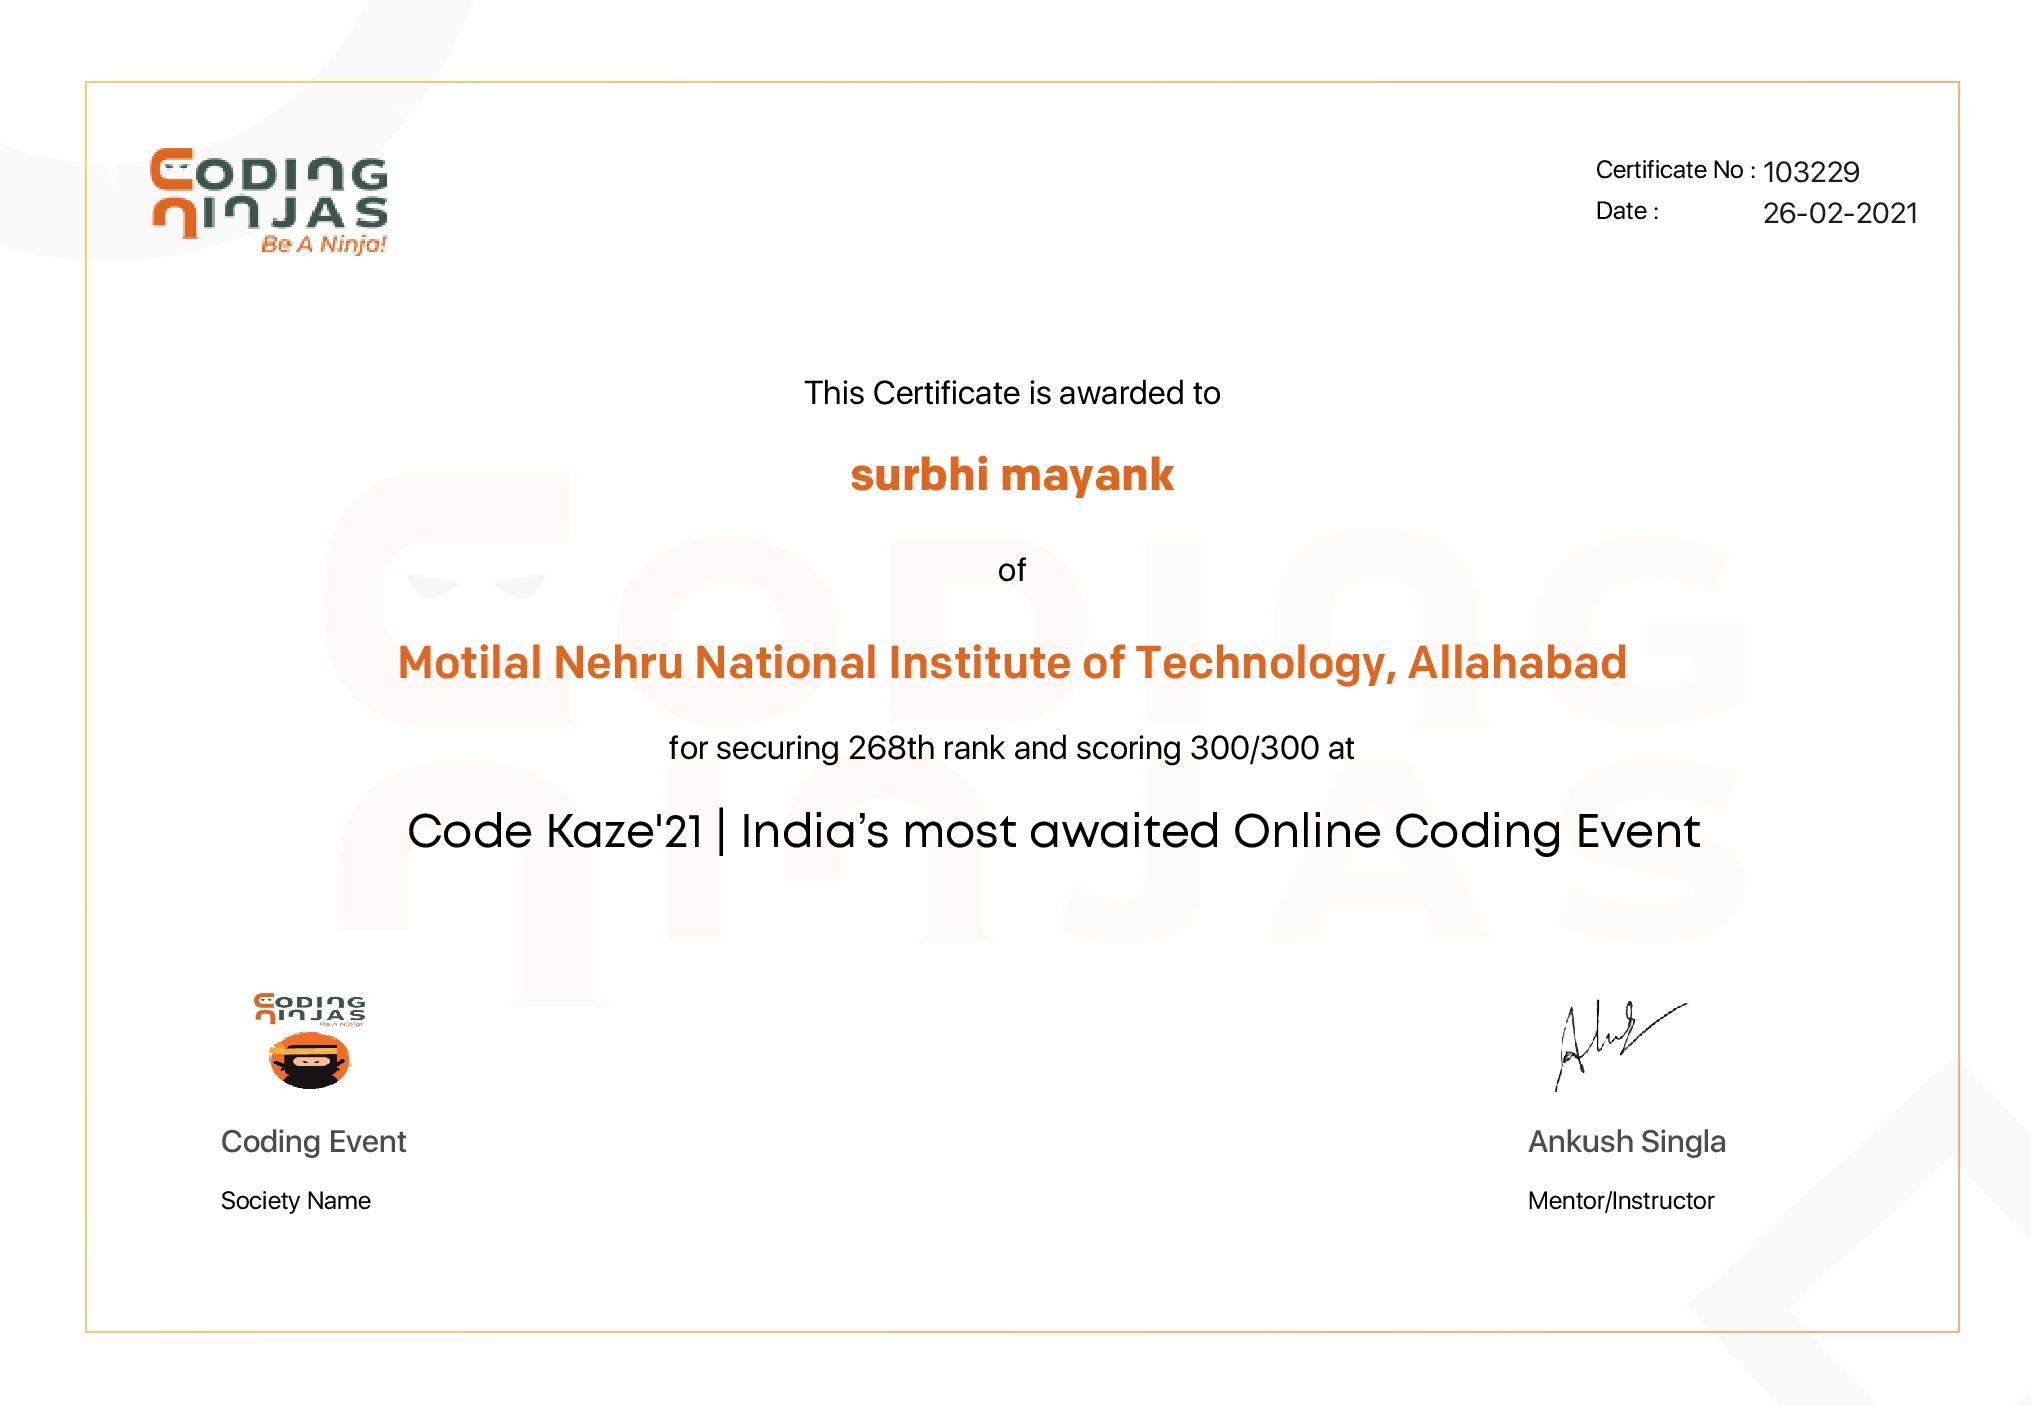 CODING
NINJAS
Be A Ninja!
Certificate No : 103229
Date : 26-02-2021
This Certificate is awarded to
surbhi mayank
of
Motilal Nehru National Institute of Technology, Allahabad
for securing 268th rank and scoring 300/300 at
Code Kaze'21 | India’s most awaited Online Coding Event
CODING
NINJAS
CODING
NINJAS
Be A Ninja!
Coding Event
Society Name
Ankush Singla
Mentor/Instructor